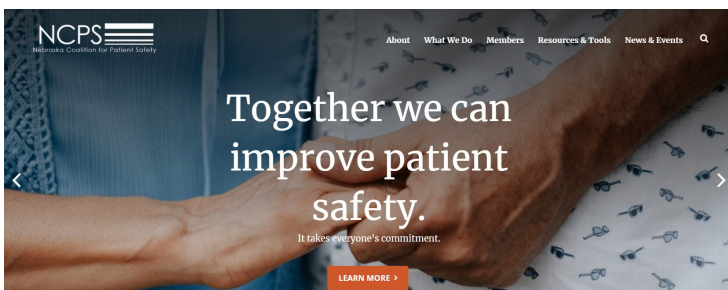 NCPS
Nebraska Coalition for Patient Safety
About What We Do Members Resources & Tools News & Events
Together we can
improve patient
safety.
It takes everyone's commitment.
LEARN MORE >